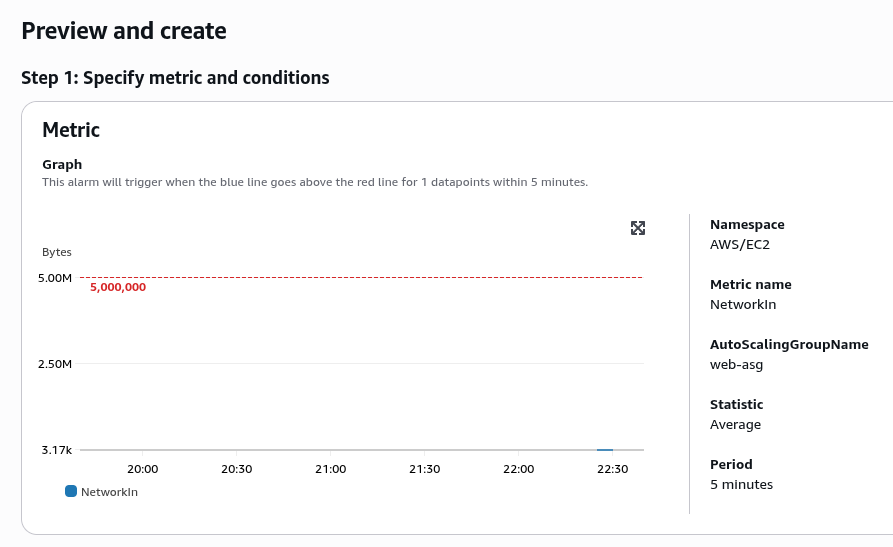 Preview and create
Step 1: Specify metric and conditions
Metric
Graph
This alarm will trigger when the blue line goes above the red line for 1 datapoints within 5 minutes.
Bytes
5.00M
5,000,000
2.50M
3.17k
20:00 20:30 21:00 21:30 22:00 22:30
NetworkIn
Namespace
AWS/EC2
Metric name
NetworkIn
AutoScalingGroupName
web-asg
Statistic
Average
Period
5 minutes